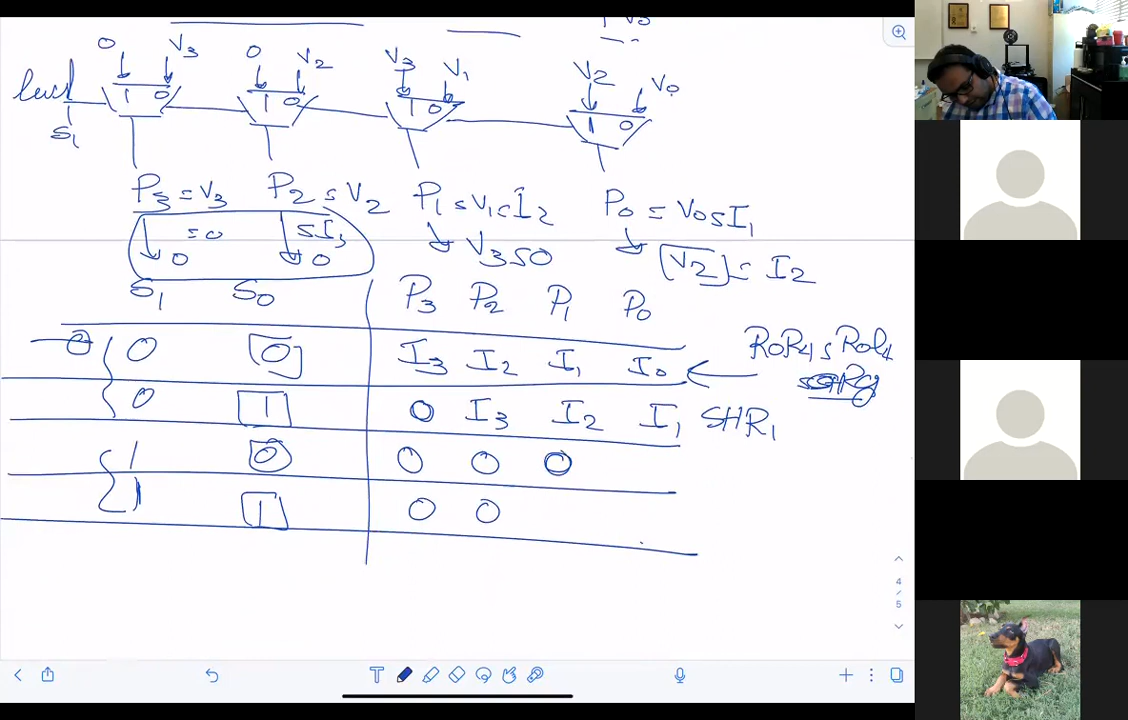 0 V3 0 V2 V3 V1 V2 V0
1 0 1 0 1 0 1 0
S1
P3 = V3 P2 = V2 P1 = V1 = I2 P0 = V0 = I1
= 0 = I3 V3 = 0 V2 = I2
0 0
S1 S0 P3 P2 P1 P0
0 0 0 I3 I2 I1 I0 ROR4, ROL4
0 1 0 I3 I2 I1 SHR1
1 0 0 0 0
1 1 0 0
4
/
5
T